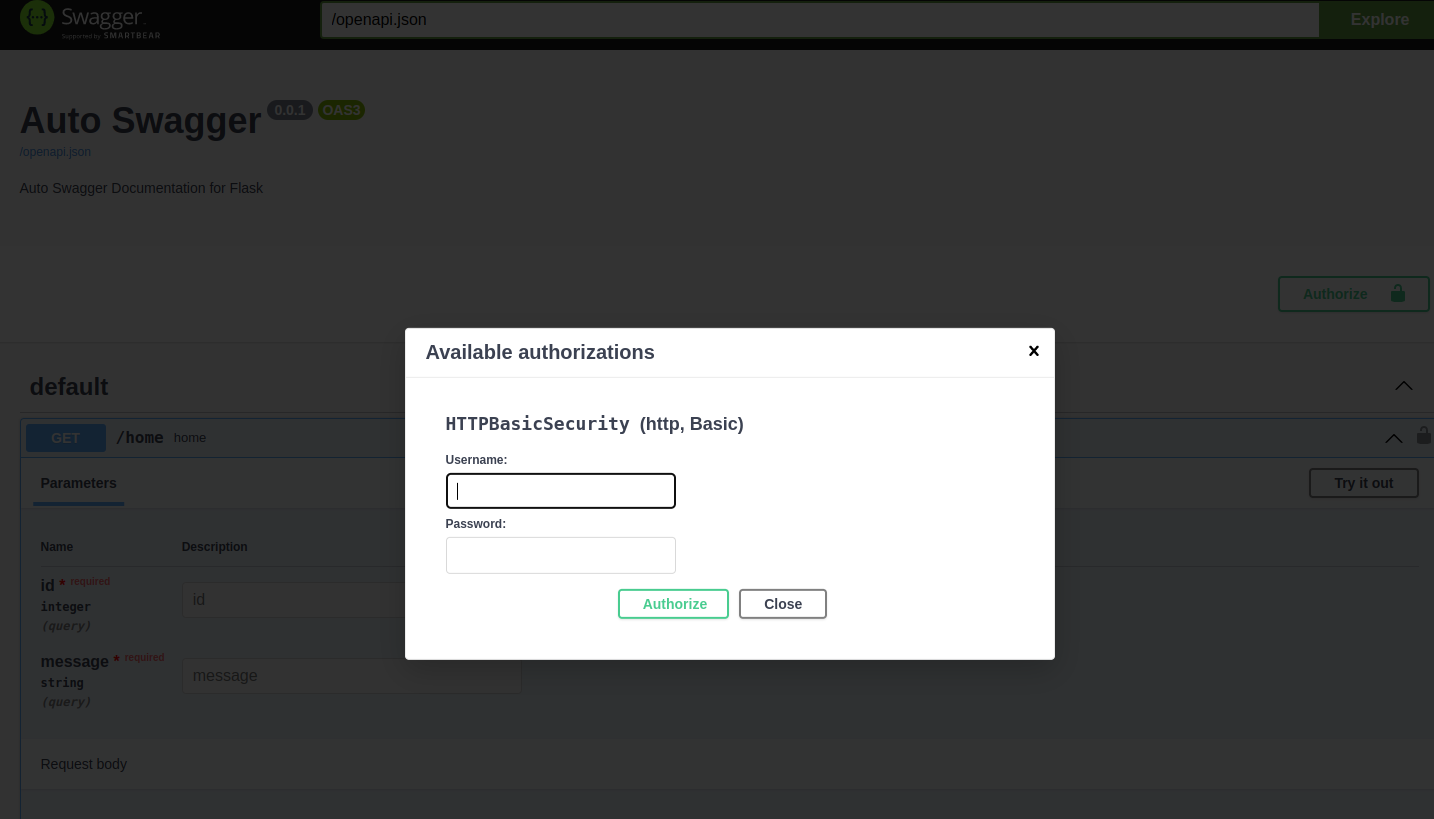 Swagger
Supported by SMARTBEAR
/openapi.json
Explore
Auto Swagger 0.0.1 OAS3
/openapi.json
Auto Swagger Documentation for Flask
Authorize
Available authorizations
HTTPBasicSecurity (http, Basic)
Username:
Password:
Authorize
Close
default
GET /home home
Parameters
Try it out
Name Description
id * required
integer
(query)
id
message * required
string
(query)
message
Request body